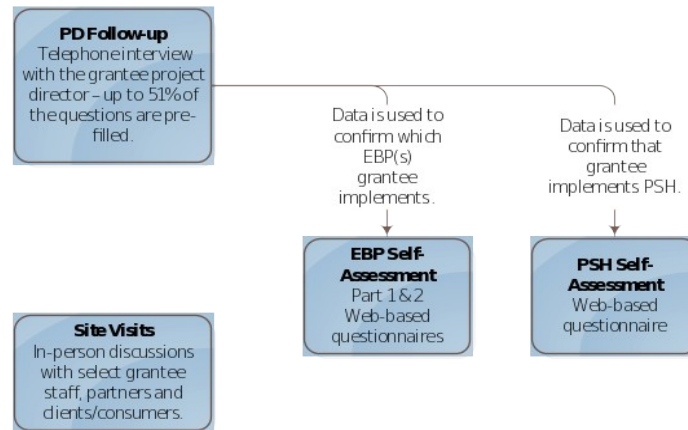 PD Follow-up
Telephone interview
with the grantee project
director – up to 51% of
the questions are pre-
filled.
Data is used to
confirm which
EBP(s)
grantee
implements.
Data is used to
confirm that
grantee
implements PSH.
EBP Self-
Assessment
Part 1 & 2
Web-based
questionnaires
PSH Self-
Assessment
Web-based
questionnaire
Site Visits
In-person discussions
with select grantee
staff, partners and
clients/consumers.